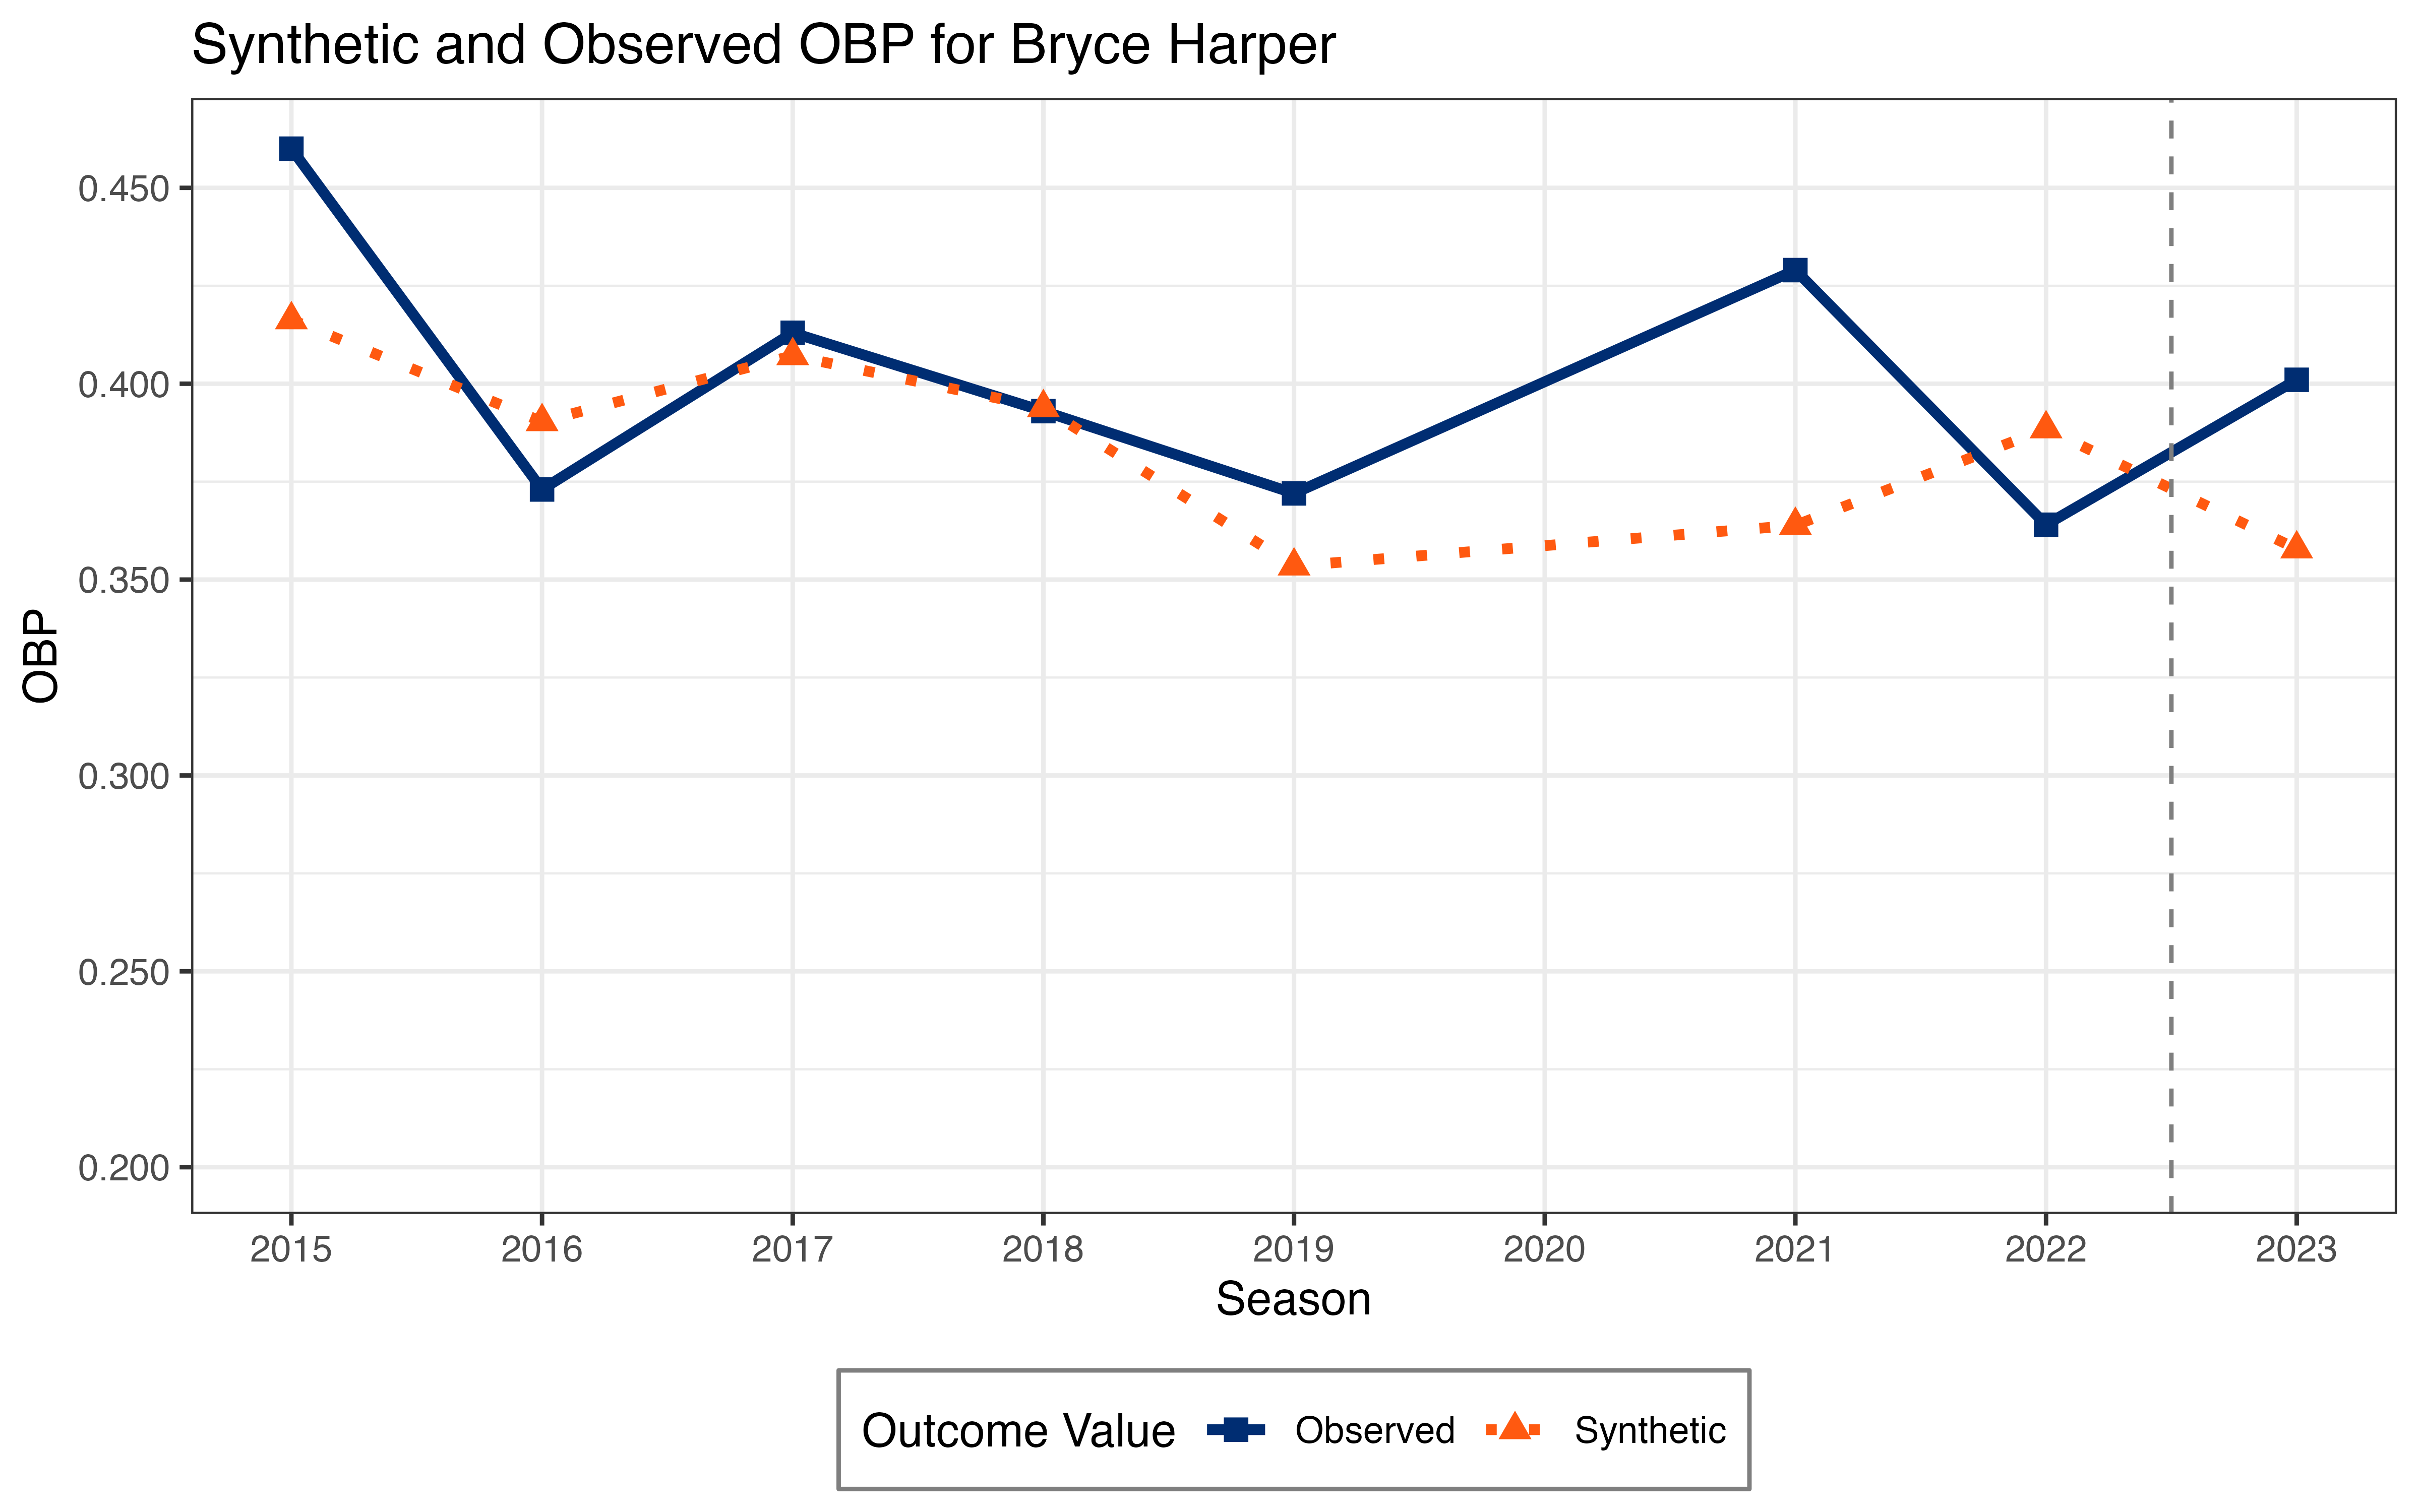 Synthetic and Observed OBP for Bryce Harper
0.450
0.400
0.350
0.300
0.250
0.200
OBP
2015 2016 2017 2018 2019 2020 2021 2022 2023
Season
Outcome Value Observed Synthetic